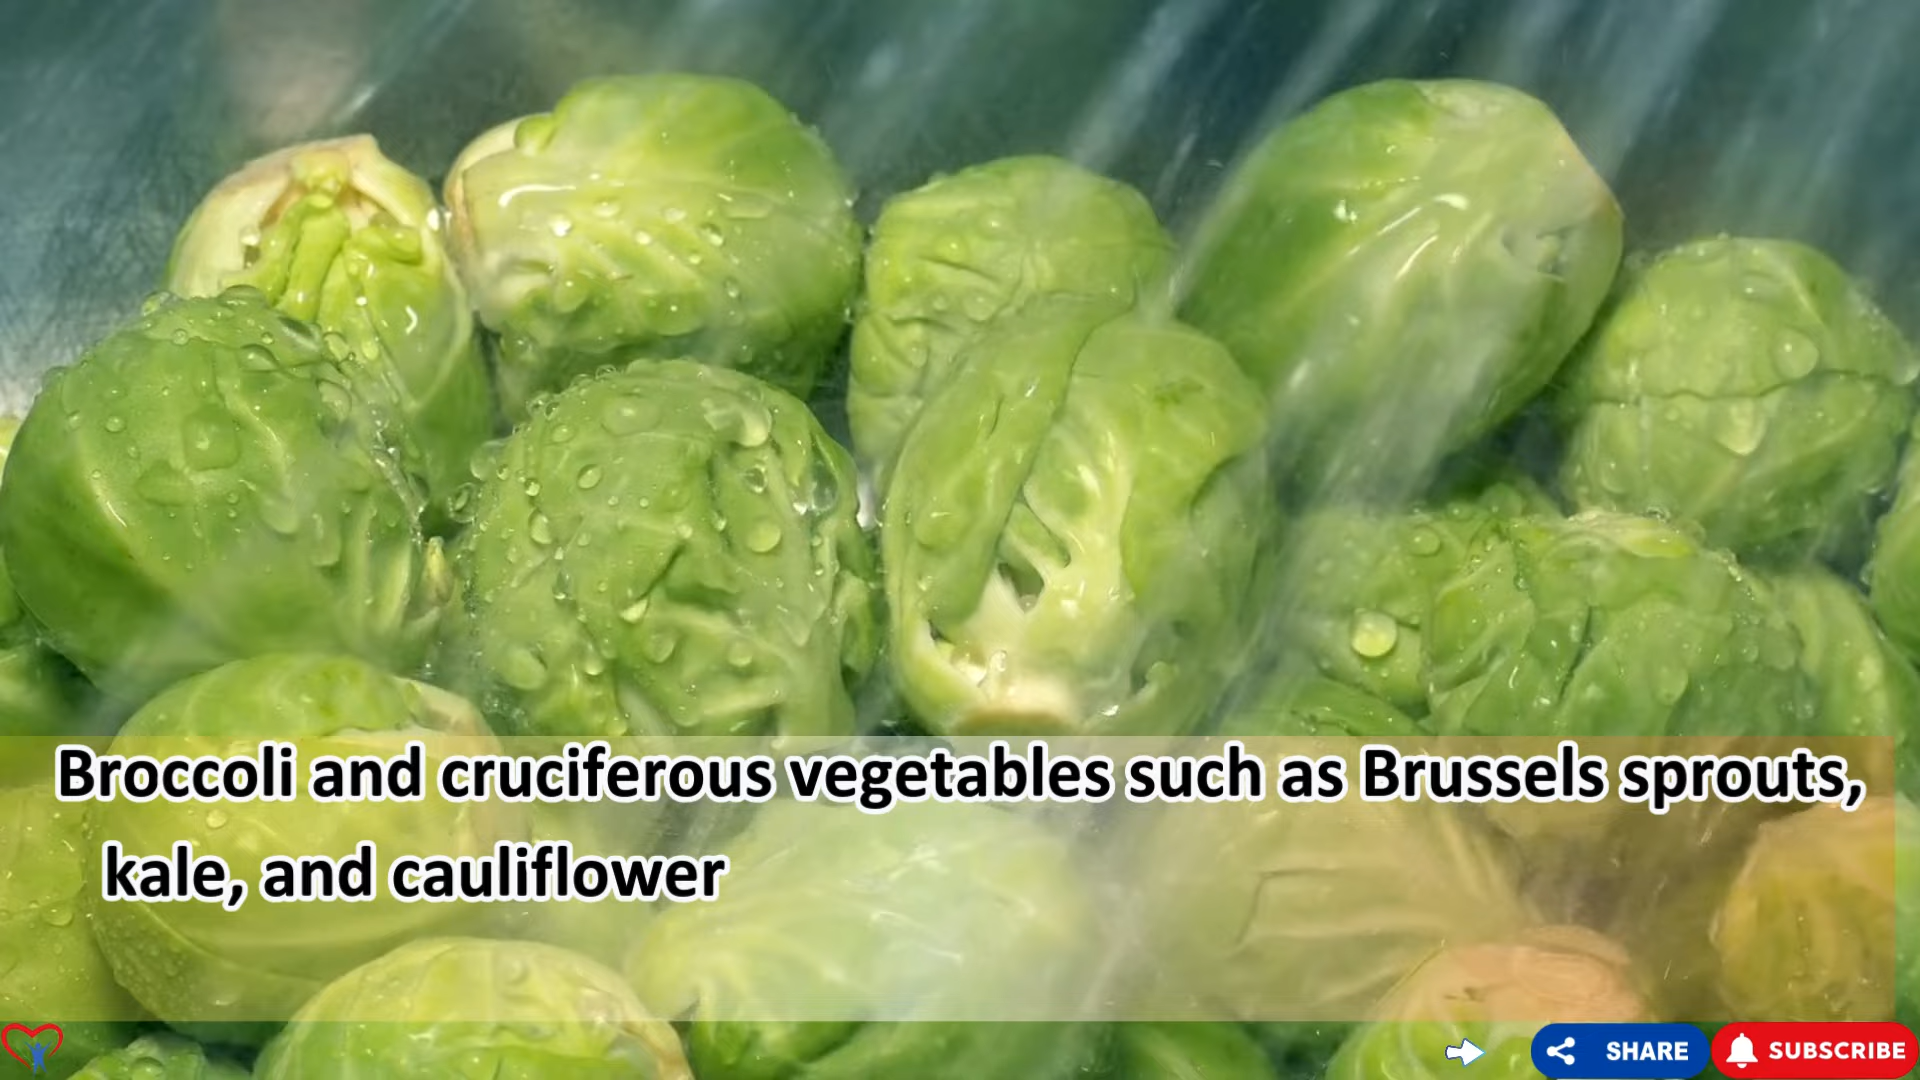 Broccoli and cruciferous vegetables such as Brussels sprouts,
kale, and cauliflower
SHARE
SUBSCRIBE